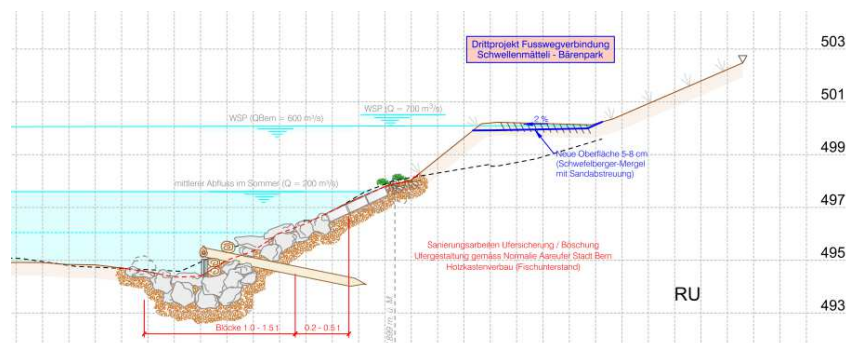 Drittprojekt Fusswegverbindung
Schwellenmätteli - Bärenpark
503
WSP (Q = 700 m³/s)
501
WSP (QBern = 600 m³/s)
2 %
Neue Oberfläche 5-8 cm
(Schwefelberger-Mergel
mit Sandabstreuung)
499
mittlerer Abfluss im Sommer (Q = 200 m³/s)
497
Sanierungsarbeiten Ufersicherung / Böschung
Ufergestaltung gemäss Normalie Aareufer Stadt Bern
Holzkastenverbau (Fischunterstand)
495
RU
493
Blöcke 1.0 - 1.5 t
0.2 - 0.5 t
m ü. M.